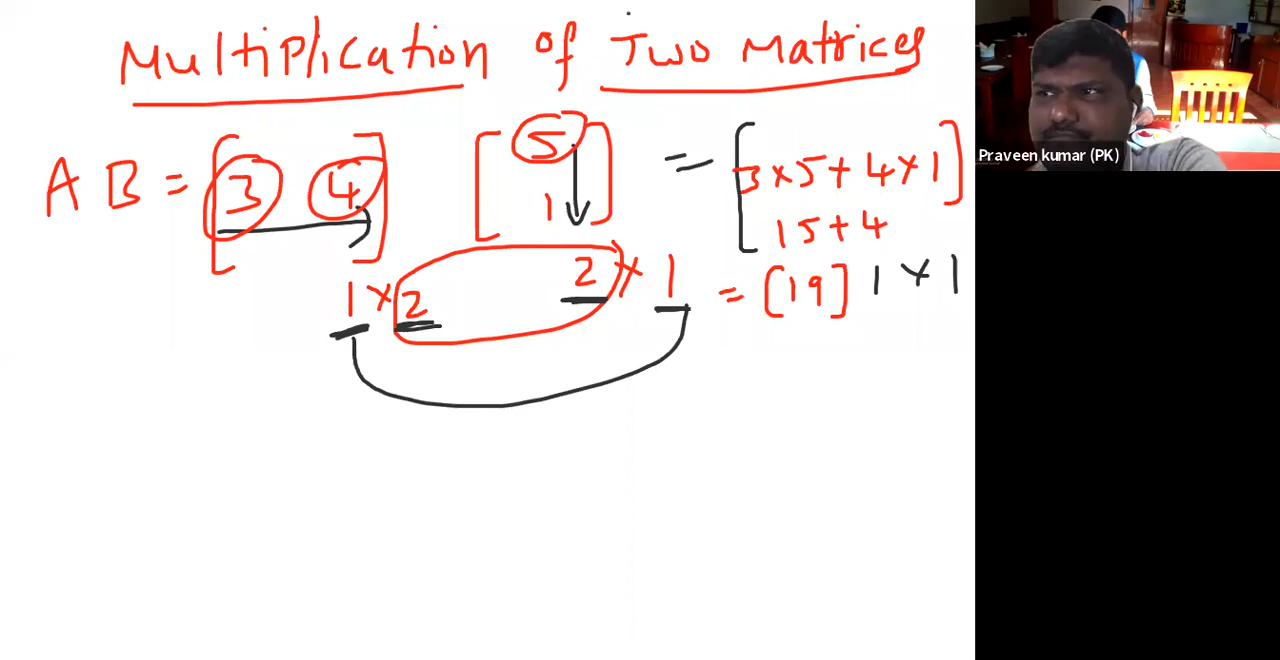 Multiplication of Two Matrices
AB = [3 4] [5 = [3×5+4×1]
1] 15+4
1×2 2×1 = [19] 1×1
Praveen kumar (PK)